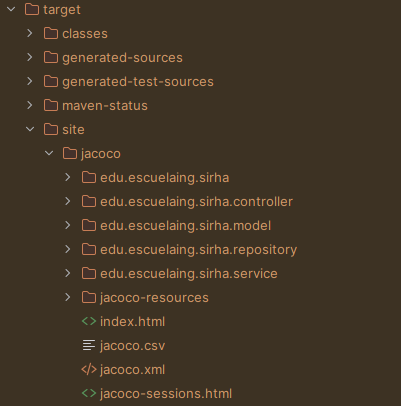 target
classes
generated-sources
generated-test-sources
maven-status
site
jacoco
edu.escuelaing.sirha
edu.escuelaing.sirha.controller
edu.escuelaing.sirha.model
edu.escuelaing.sirha.repository
edu.escuelaing.sirha.service
jacoco-resources
index.html
jacoco.csv
jacoco.xml
jacoco-sessions.html